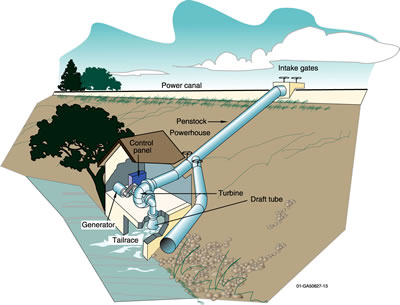 Intake gates
Power canal
Penstock
Powerhouse
Control
panel
Turbine
Draft tube
Generator
Tailrace
01-GA50627-13